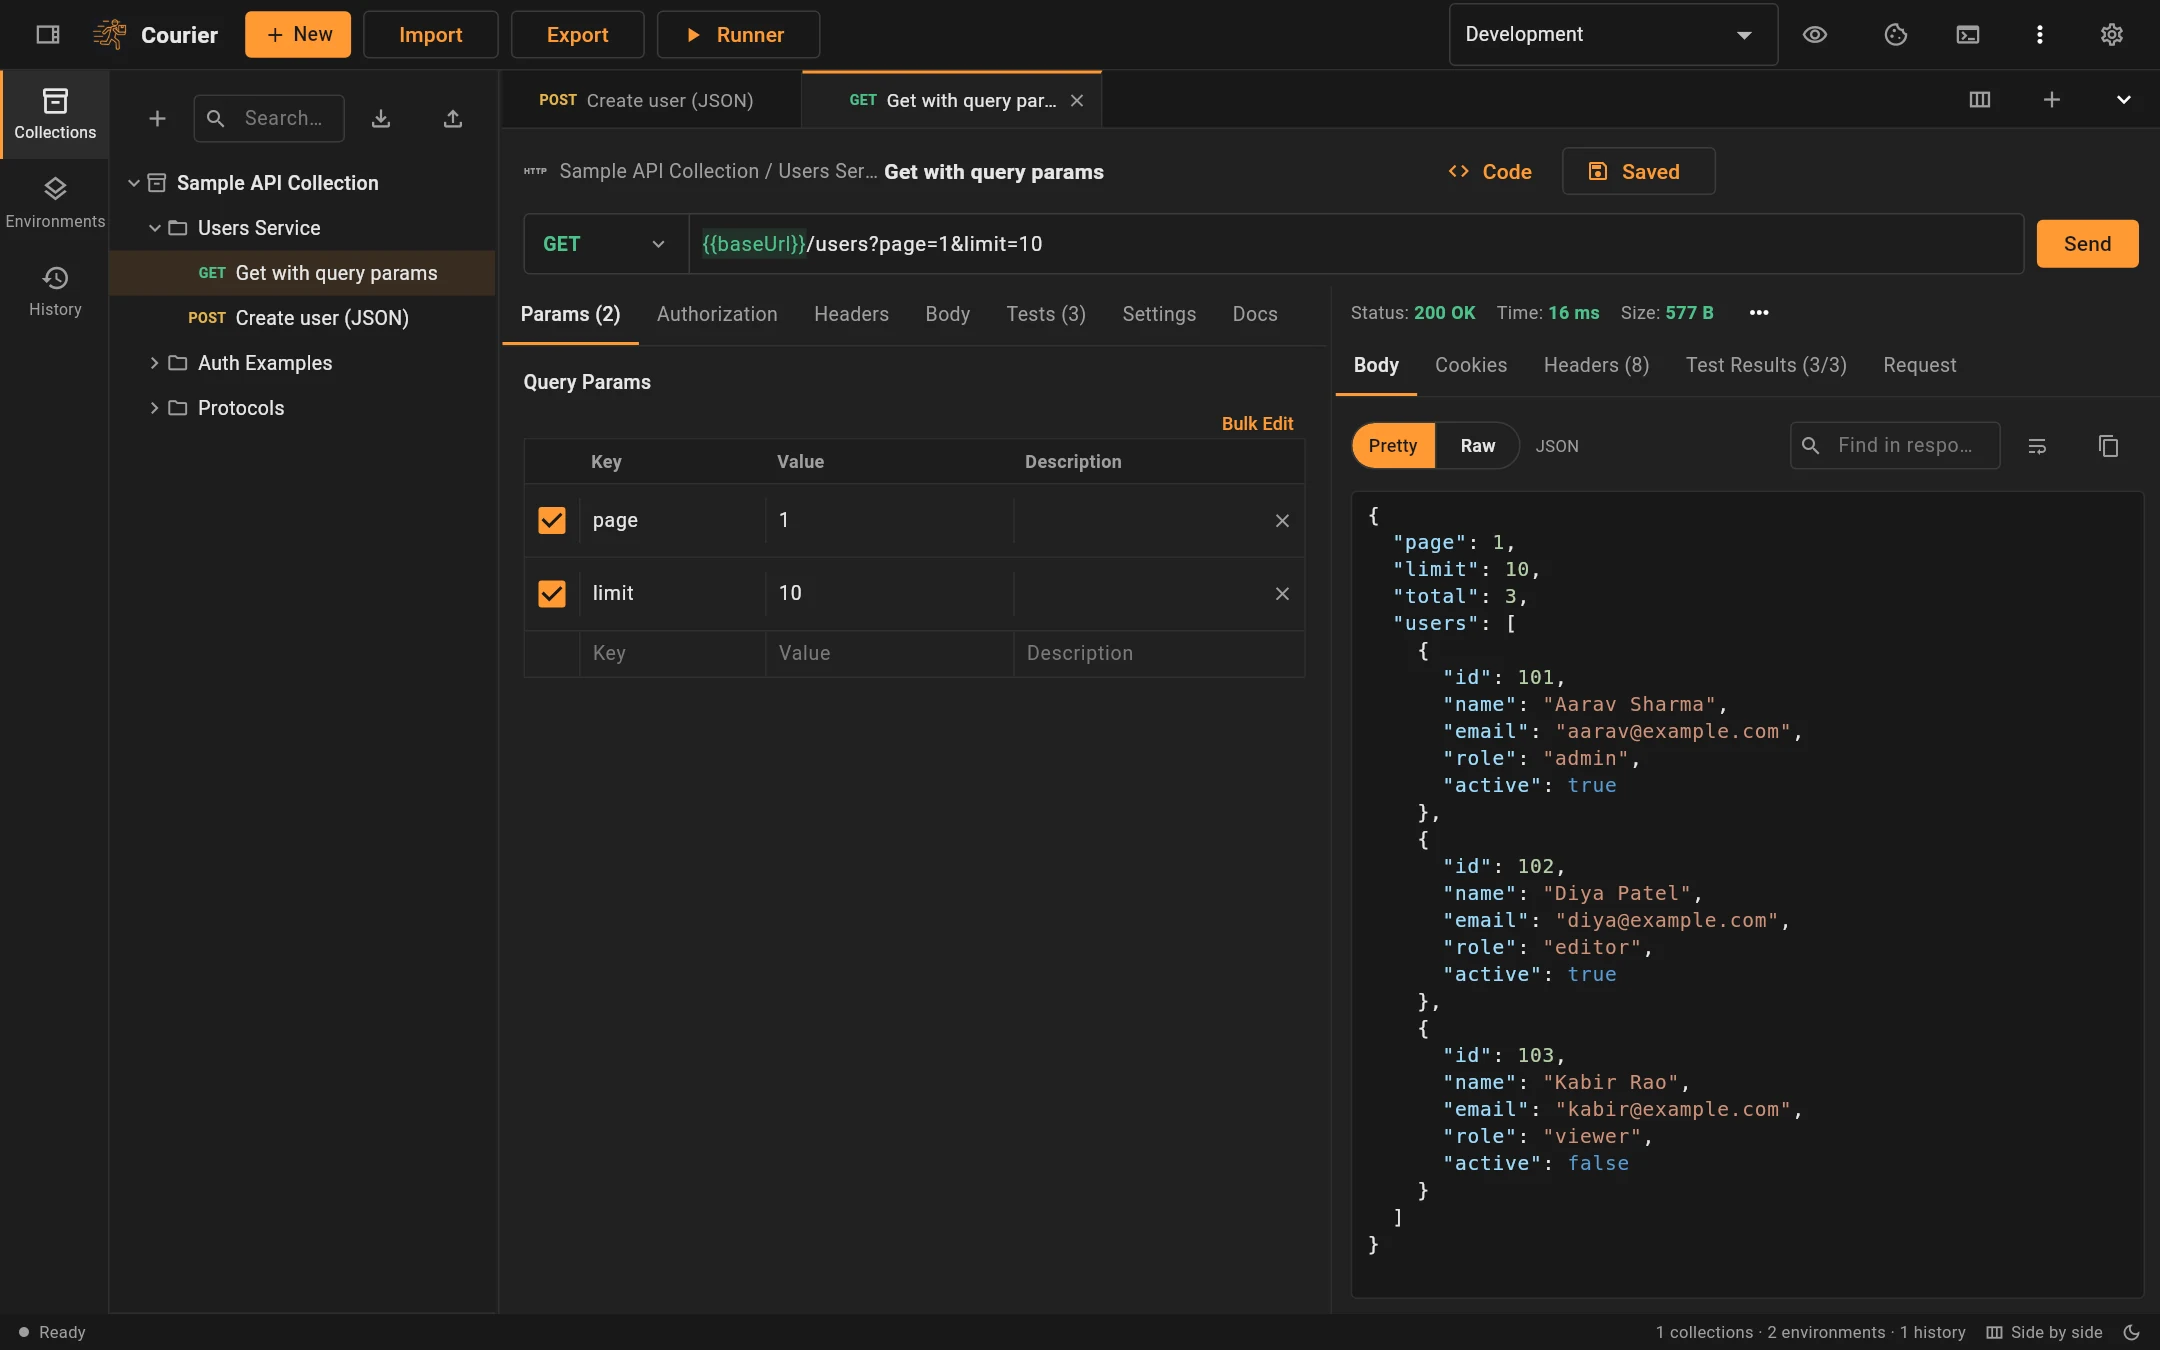 Courier
New
Import
Export
Runner
Development
Collections
Environments
History
Search...
Sample API Collection
Users Service
GET Get with query params
POST Create user (JSON)
Auth Examples
Protocols
POST Create user (JSON)
GET Get with query par...
HTTP Sample API Collection / Users Ser... Get with query params
Code
Saved
GET
{{baseUrl}}/users?page=1&limit=10
Send
Params (2)
Authorization
Headers
Body
Tests (3)
Settings
Docs
Query Params
Bulk Edit
Key Value Description
page 1
limit 10
Key Value Description
Status: 200 OK Time: 16 ms Size: 577 B
Body
Cookies
Headers (8)
Test Results (3/3)
Request
Pretty
Raw
JSON
Find in respo...
{
"page": 1,
"limit": 10,
"total": 3,
"users": [
{
"id": 101,
"name": "Aarav Sharma",
"email": "aarav@example.com",
"role": "admin",
"active": true
},
{
"id": 102,
"name": "Diya Patel",
"email": "diya@example.com",
"role": "editor",
"active": true
},
{
"id": 103,
"name": "Kabir Rao",
"email": "kabir@example.com",
"role": "viewer",
"active": false
}
]
}
Ready
1 collections · 2 environments · 1 history
Side by side